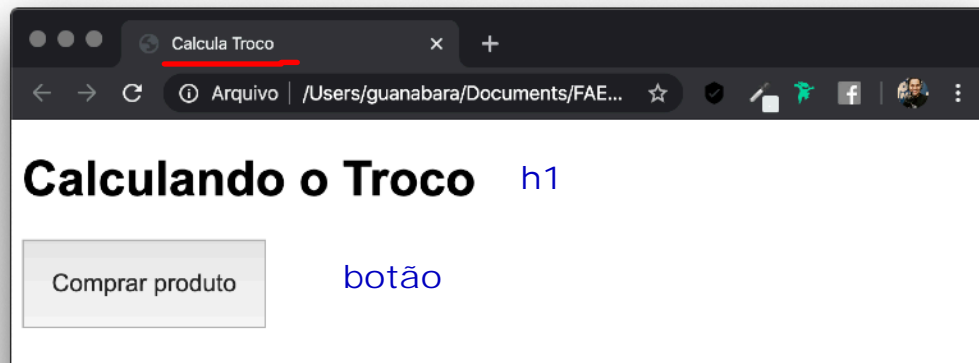 Calcula Troco
Arquivo | /Users/guanabara/Documents/FAE...
Calculando o Troco h1
Comprar produto botão